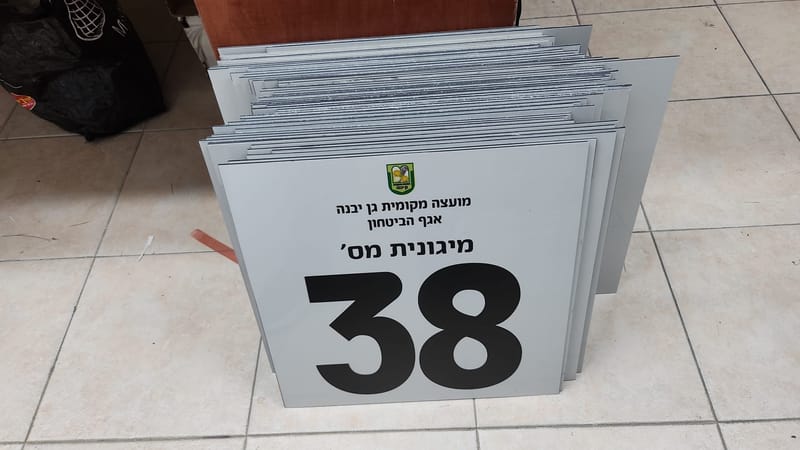 מועצה מקומית גן יבנה
אגף הביטחון
מיגונית מס'
38